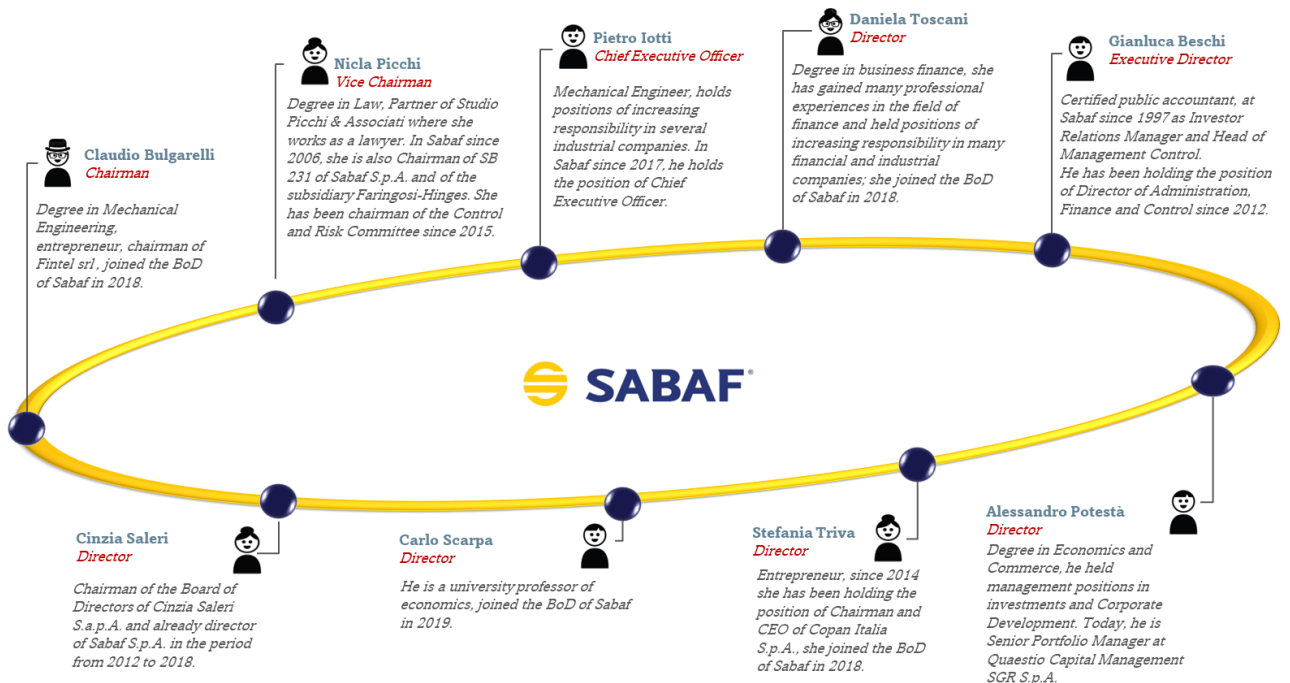 Claudio Bulgarelli
Chairman
Degree in Mechanical
Engineering,
entrepreneur, chairman of
Fintel srl, joined the BoD
of Sabaf in 2018.
Nicla Picchi
Vice Chairman
Degree in Law, Partner of Studio
Picchi & Associati where she
works as a lawyer. In Sabaf since
2006, she is also Chairman of SB
231 of Sabaf S.p.A. and of the
subsidiary Faringosi-Hinges. She
has been chairman of the Control
and Risk Committee since 2015.
Pietro Iotti
Chief Executive Officer
Mechanical Engineer, holds
positions of increasing
responsibility in several
industrial companies. In
Sabaf since 2017, he holds
the position of Chief
Executive Officer.
Daniela Toscani
Director
Degree in business finance, she
has gained many professional
experiences in the field of
finance and held positions of
increasing responsibility in many
financial and industrial
companies; she joined the BoD
of Sabaf in 2018.
Gianluca Beschi
Executive Director
Certified public accountant, at
Sabaf since 1997 as Investor
Relations Manager and Head of
Management Control.
He has been holding the position
of Director of Administration,
Finance and Control since 2012.
SABAF®
Cinzia Saleri
Director
Chairman of the Board of
Directors of Cinzia Saleri
S.a.p.A. and already director
of Sabaf S.p.A. in the period
from 2012 to 2018.
Carlo Scarpa
Director
He is a university professor of
economics, joined the BoD of Sabaf
in 2019.
Stefania Triva
Director
Entrepreneur, since 2014
she has been holding the
position of Chairman and
CEO of Copan Italia
S.p.A., she joined the BoD
of Sabaf in 2018.
Alessandro Potestà
Director
Degree in Economics and
Commerce, he held
management positions in
investments and Corporate
Development. Today, he is
Senior Portfolio Manager at
Quaestio Capital Management
SGR S.p.A.